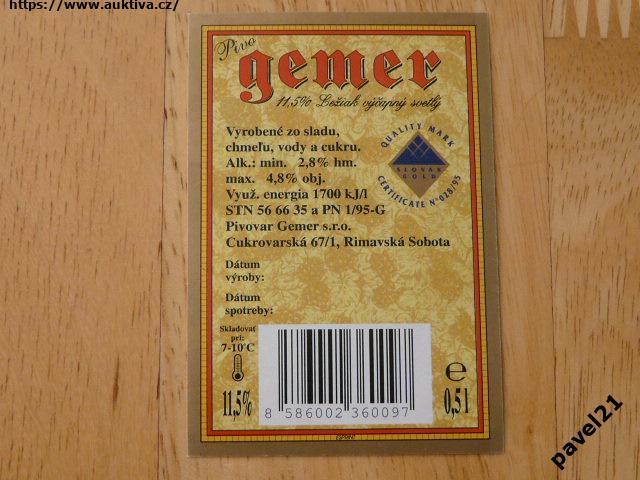 https://www.auktiva.cz/
Pivo
gemer
11,5% Ležiak výčapný svetlý
Vyrobené zo sladu,
chmeľu, vody a cukru.
Alk.: min. 2,8% hm.
max. 4,8% obj.
Využ. energia 1700 kJ/l
STN 56 66 35 a PN 1/95-G
Pivovar Gemer s.r.o.
Cukrovarská 67/1, Rimavská Sobota
QUALITY MARK
SLOVAK
GOLD
CERTIFICATE N° 028/95
Dátum
výroby:
Dátum
spotreby:
Skladovať
pri:
7-10°C
11,5%
8 586002 360097
e
0,5 l
pavel21